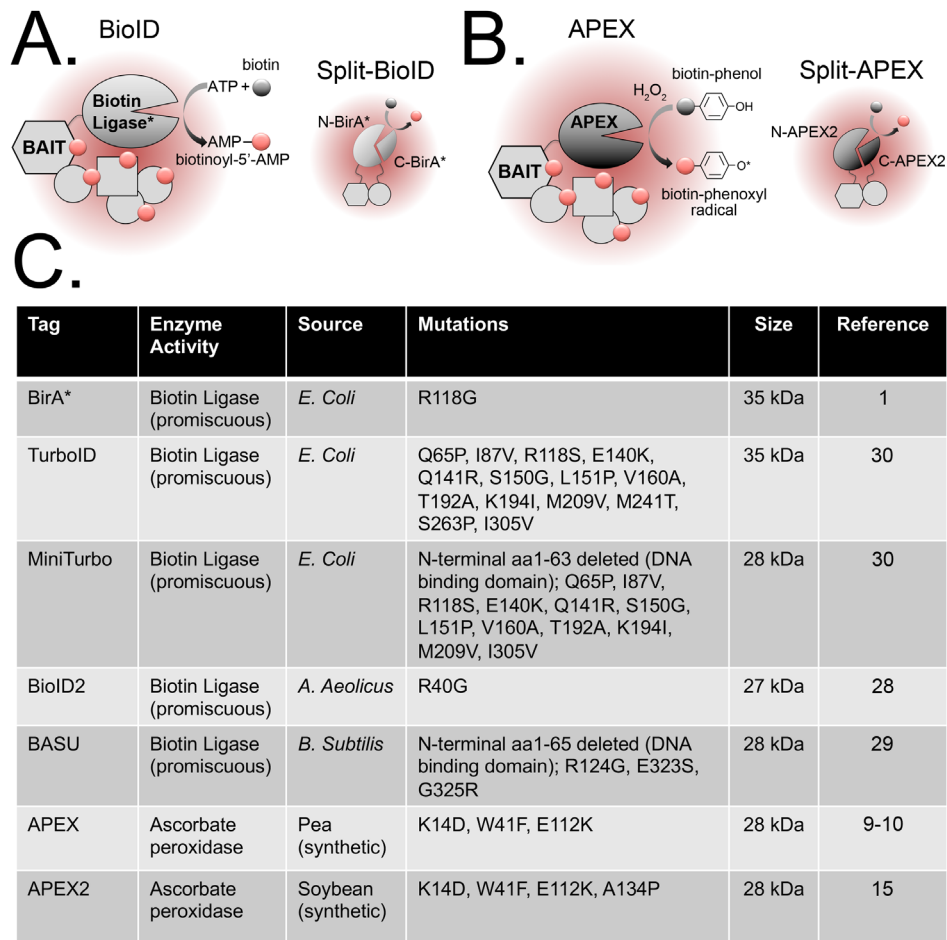 A.
BioID
biotin
ATP +
Biotin
Ligase*
BAIT
AMP
biotinoyl-5'-AMP
Split-BioID
N-BirA*
C-BirA*
B.
APEX
biotin-phenol
H2O2
OH
APEX
BAIT
O*
biotin-phenoxyl
radical
Split-APEX
N-APEX2
C-APEX2
C.
Tag Enzyme Activity Source Mutations Size Reference
BirA* Biotin Ligase (promiscuous) E. Coli R118G 35 kDa 1
TurboID Biotin Ligase (promiscuous) E. Coli Q65P, I87V, R118S, E140K,
Q141R, S150G, L151P, V160A,
T192A, K194I, M209V, M241T,
S263P, I305V 35 kDa 30
MiniTurbo Biotin Ligase (promiscuous) E. Coli N-terminal aa1-63 deleted (DNA
binding domain); Q65P, I87V,
R118S, E140K, Q141R, S150G,
L151P, V160A, T192A, K194I,
M209V, I305V 28 kDa 30
BioID2 Biotin Ligase (promiscuous) A. Aeolicus R40G 27 kDa 28
BASU Biotin Ligase (promiscuous) B. Subtilis N-terminal aa1-65 deleted (DNA
binding domain); R124G, E323S,
G325R 28 kDa 29
APEX Ascorbate peroxidase Pea (synthetic) K14D, W41F, E112K 28 kDa 9-10
APEX2 Ascorbate peroxidase Soybean (synthetic) K14D, W41F, E112K, A134P 28 kDa 15